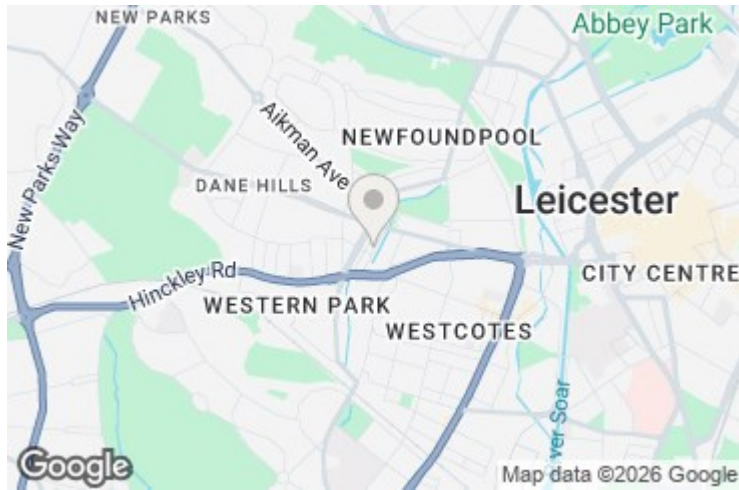 NEW PARKS
Abbey Park
New Parks Way
Aikman Ave
NEWFOUNDPOOL
DANE HILLS
Leicester
Hinckley Rd
CITY CENTRE
WESTERN PARK
WESTCOTES
ver Soar
Google
Map data ©2026 Google